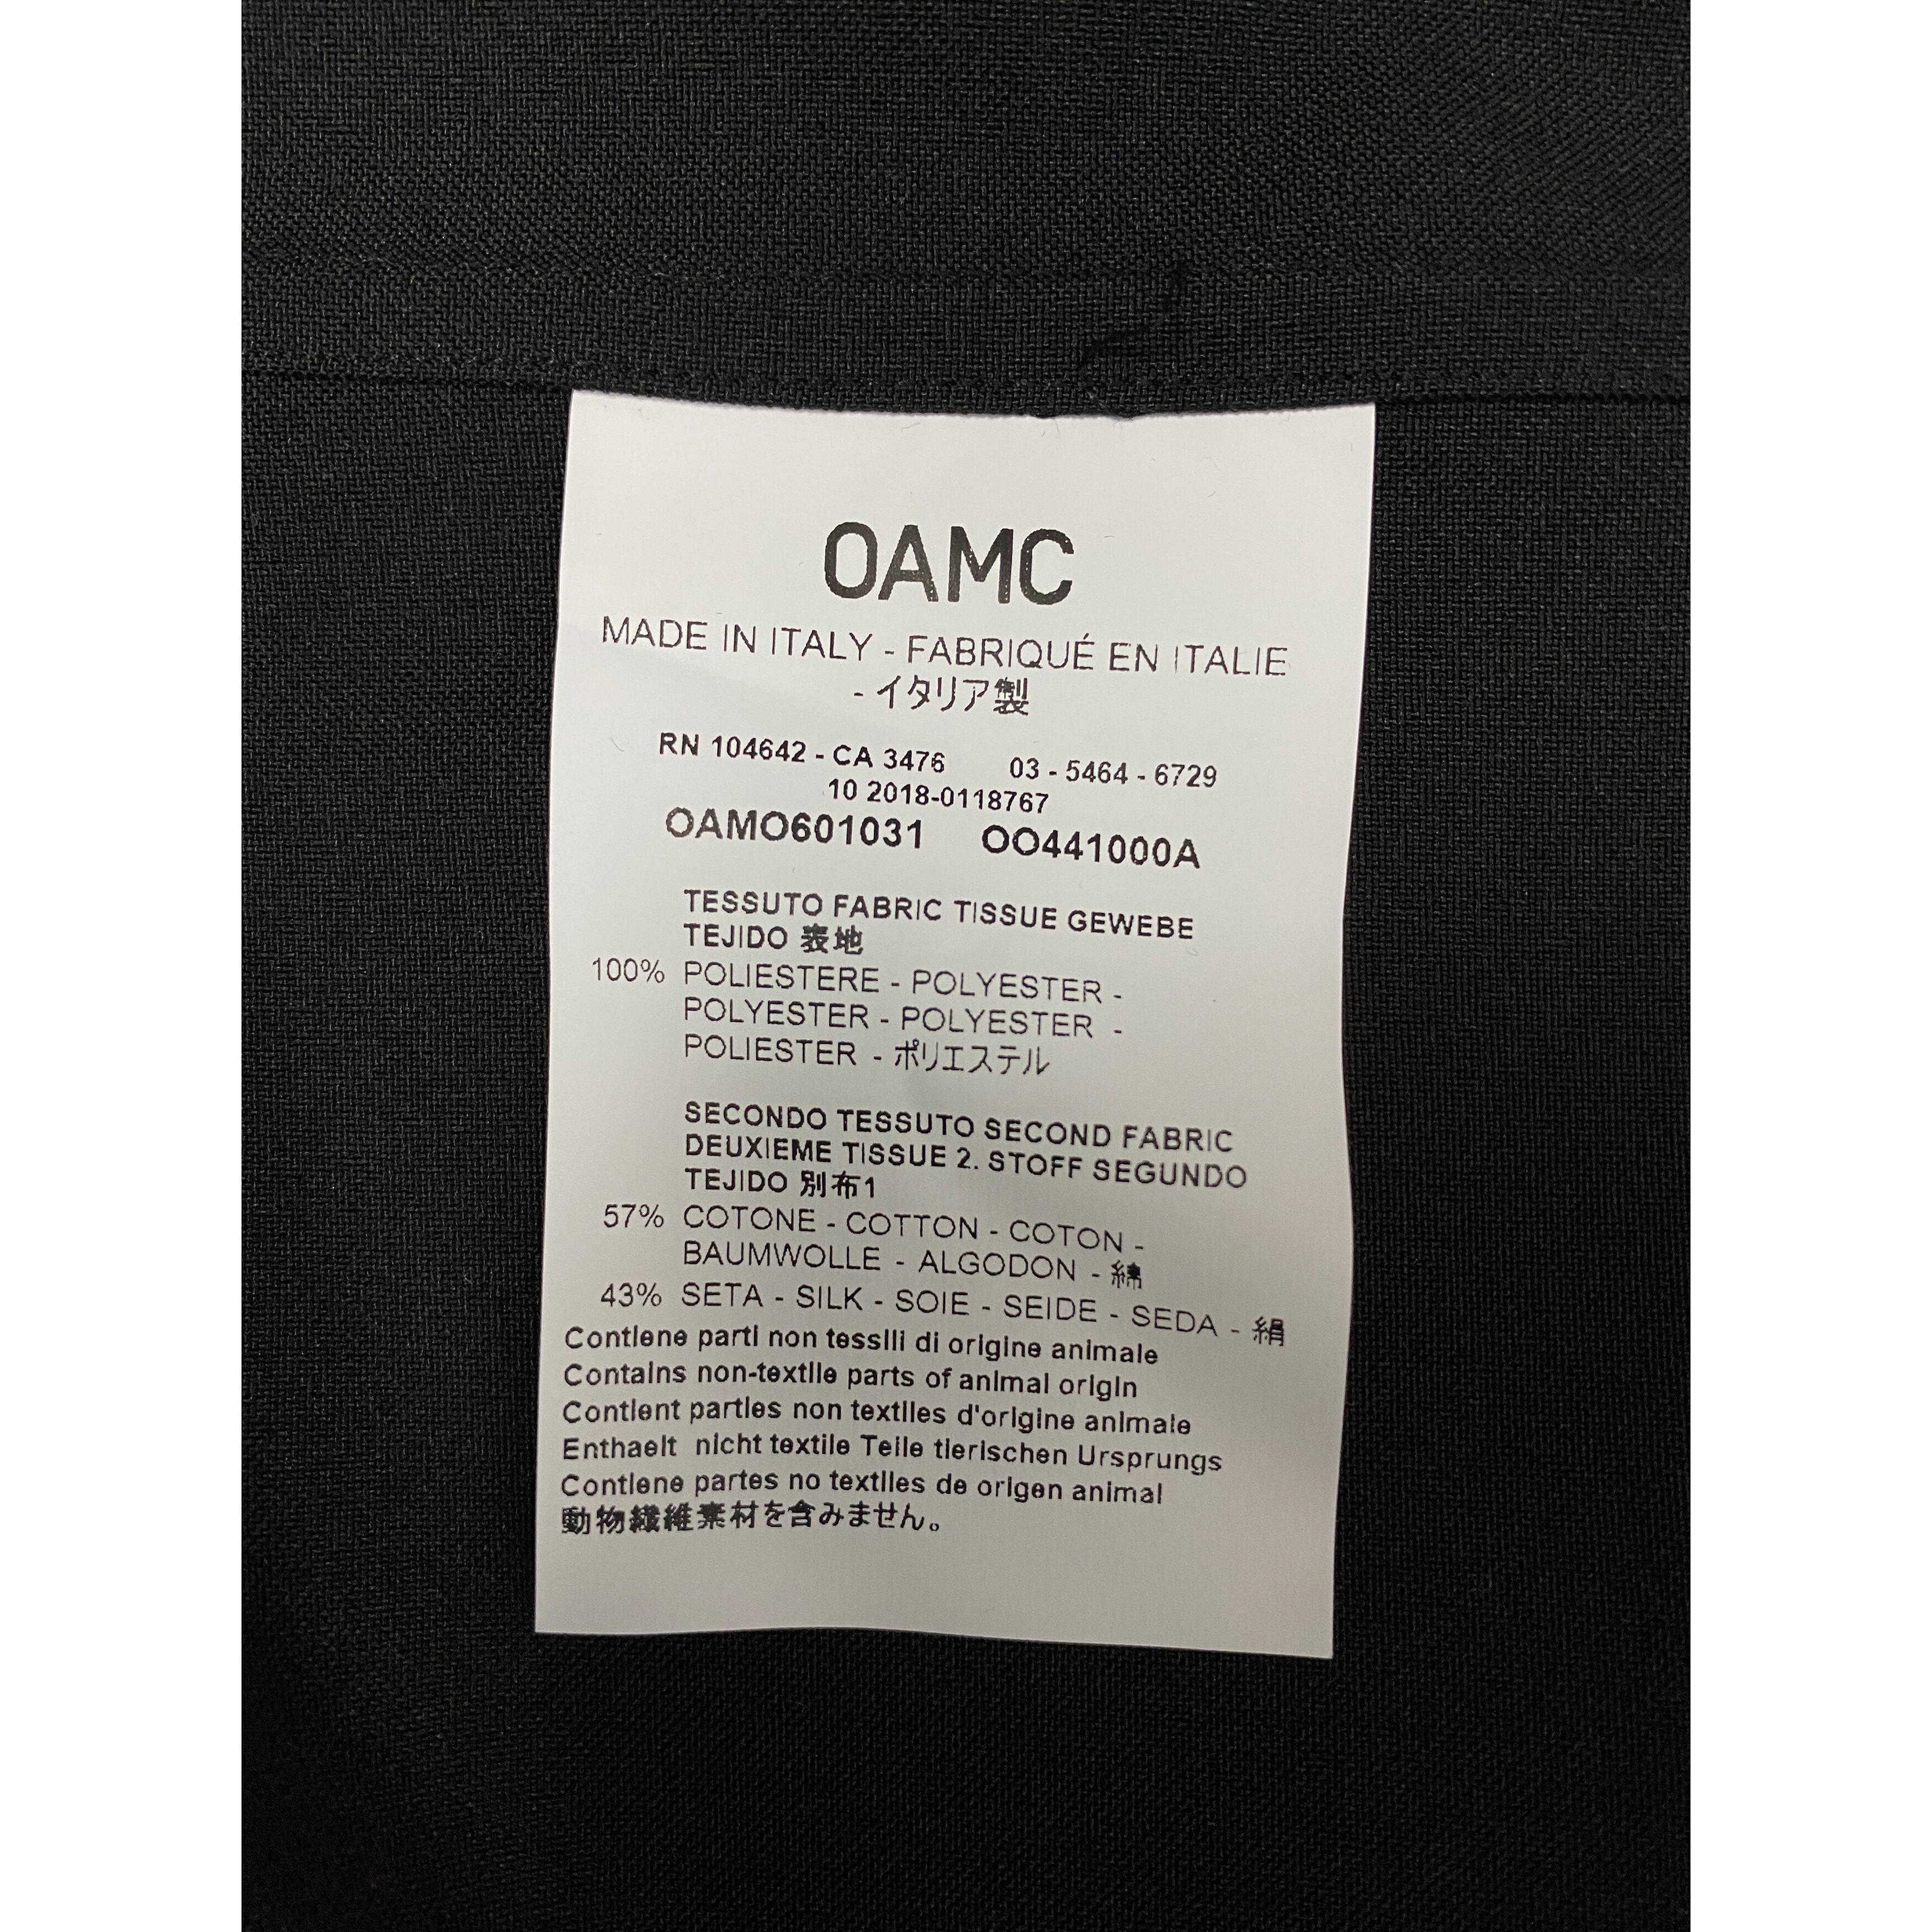 OAMC
MADE IN ITALY - FABRIQUÉ EN ITALIE
- イタリア製
RN 104642 - CA 3476 03 - 5464 - 6729
10 2018-0118767
OAMO601031 OO441000A
TESSUTO FABRIC TISSUE GEWEBE
TEJIDO 表地
100% POLIESTERE - POLYESTER -
POLYESTER - POLYESTER -
POLIESTER - ポリエステル
SECONDO TESSUTO SECOND FABRIC
DEUXIEME TISSUE 2. STOFF SEGUNDO
TEJIDO 別布1
57% COTONE - COTTON - COTON -
BAUMWOLLE - ALGODON - 綿
43% SETA - SILK - SOIE - SEIDE - SEDA - 絹
Contiene parti non tessili di origine animale
Contains non-textile parts of animal origin
Contient parties non textiles d'origine animale
Enthaelt nicht textile Teile tierischen Ursprungs
Contiene partes no textiles de origen animal
動物繊維素材を含みません。